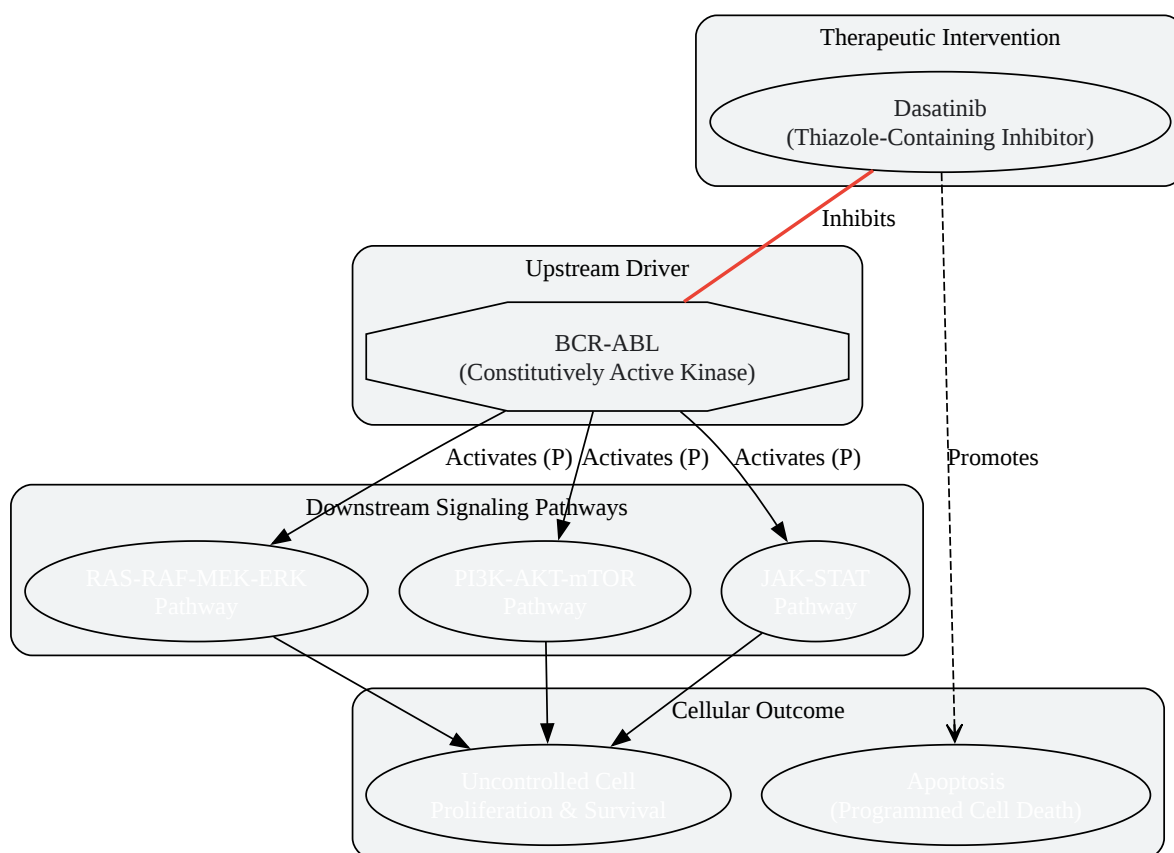 Therapeutic Intervention
Dasatinib
(Thiazole-Containing Inhibitor)
Inhibits
Upstream Driver
BCR-ABL
(Constitutively Active Kinase)
Activates (P)
Activates (P)
Activates (P)
Promotes
Downstream Signaling Pathways
RAS-RAF-MEK-ERK
Pathway
PI3K-AKT-mTOR
Pathway
JAK-STAT
Pathway
Cellular Outcome
Uncontrolled Cell
Proliferation & Survival
Apoptosis
(Programmed Cell Death)